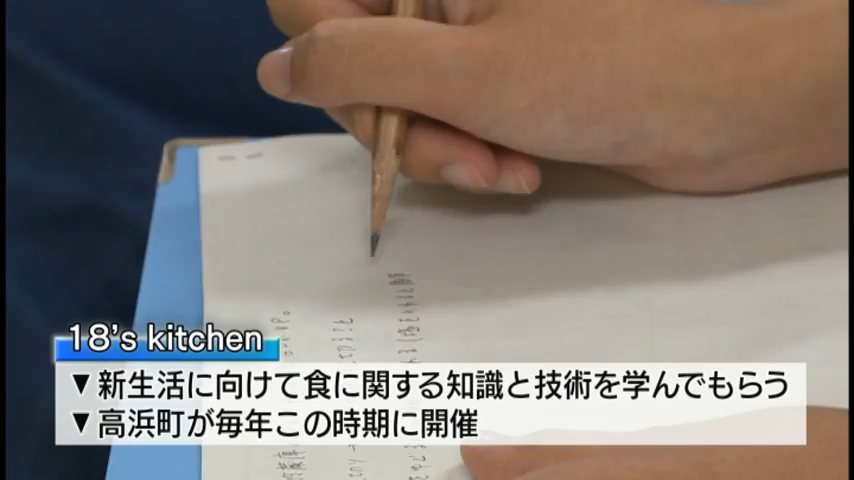 18's kitchen
▼新生活に向けて食に関する知識と技術を学んでもらう
▼高浜町が毎年この時期に開催